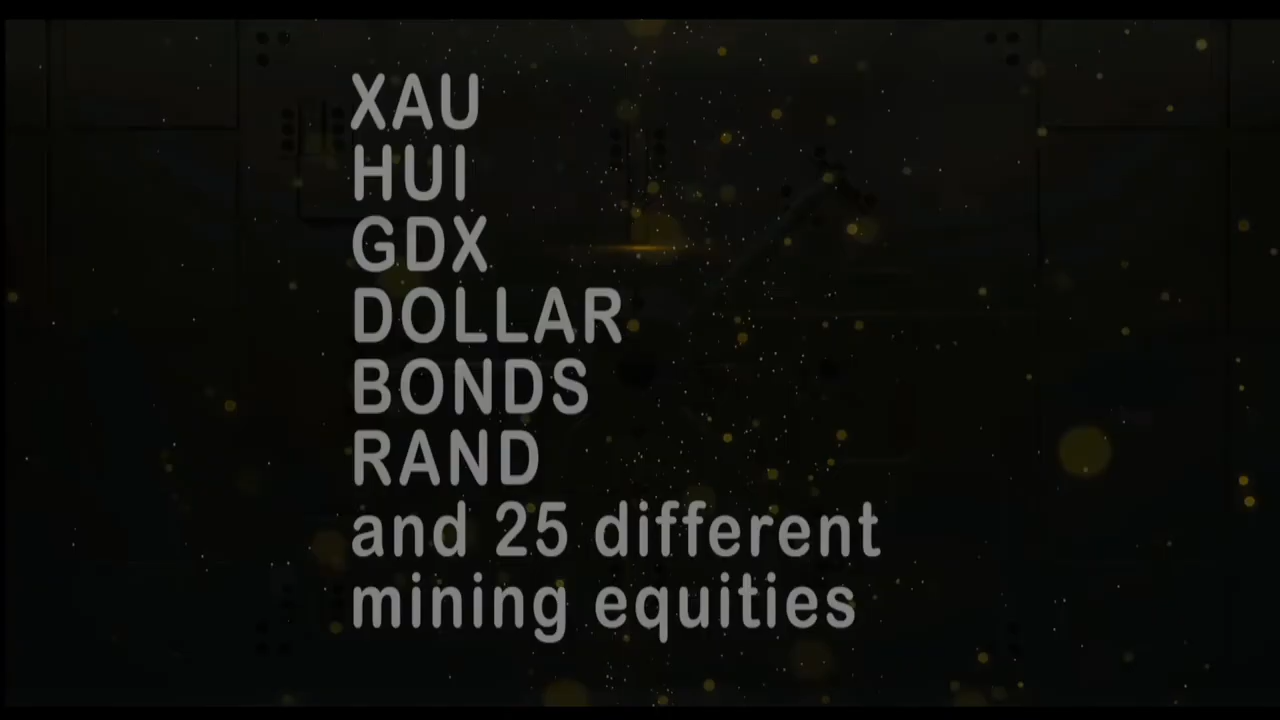 XAU
HUI
GDX
DOLLAR
BONDS
RAND
and 25 different
mining equities